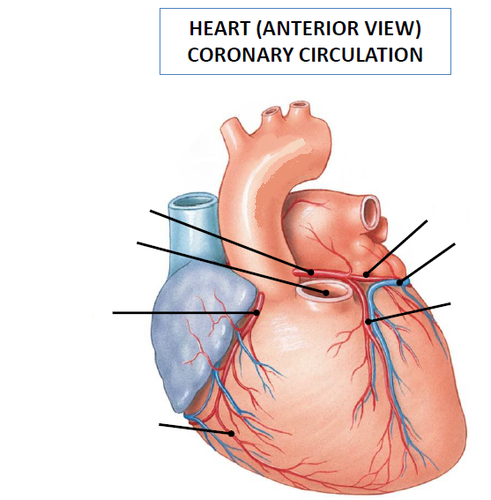 HEART (ANTERIOR VIEW)
CORONARY CIRCULATION